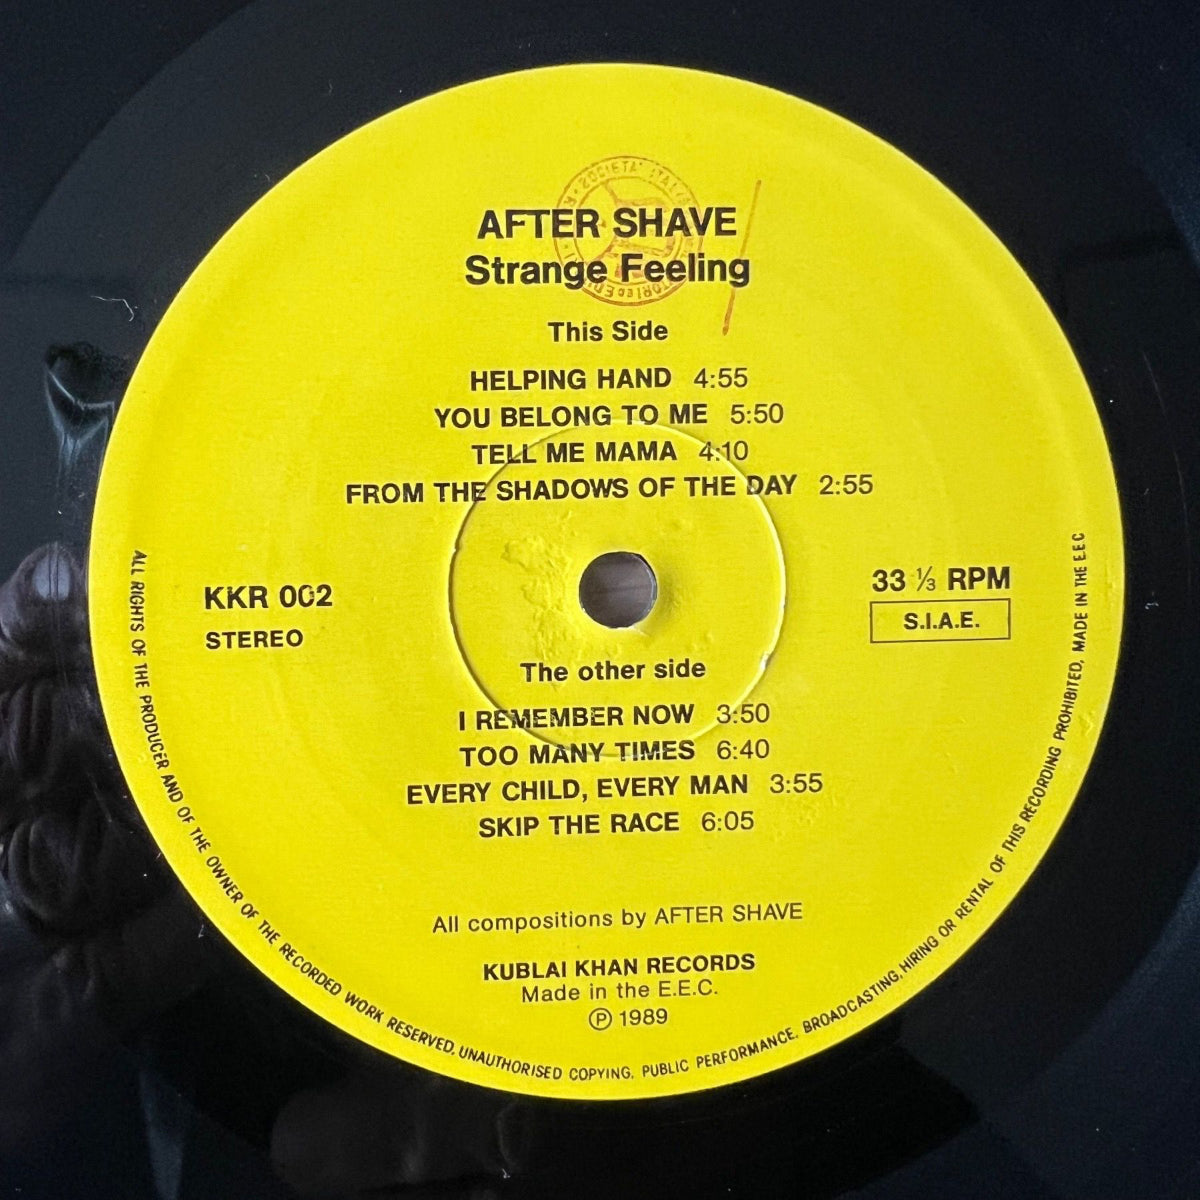 SOCIETA' ITAL
AFTER SHAVE
Strange Feeling
This Side
HELPING HAND 4:55
YOU BELONG TO ME 5:50
TELL ME MAMA 4:10
FROM THE SHADOWS OF THE DAY 2:55
KKR 002
STEREO
33 ⅓ RPM
S.I.A.E.
The other side
I REMEMBER NOW 3:50
TOO MANY TIMES 6:40
EVERY CHILD, EVERY MAN 3:55
SKIP THE RACE 6:05
All compositions by AFTER SHAVE
KUBLAI KHAN RECORDS
Made in the E.E.C.
℗ 1989
ALL RIGHTS OF THE PRODUCER AND OF THE OWNER OF THE RECORDED WORK RESERVED, UNAUTHORISED COPYING, PUBLIC PERFORMANCE, BROADCASTING, HIRING OR RENTAL OF THIS RECORDING PROHIBITED, MADE IN THE E.E.C